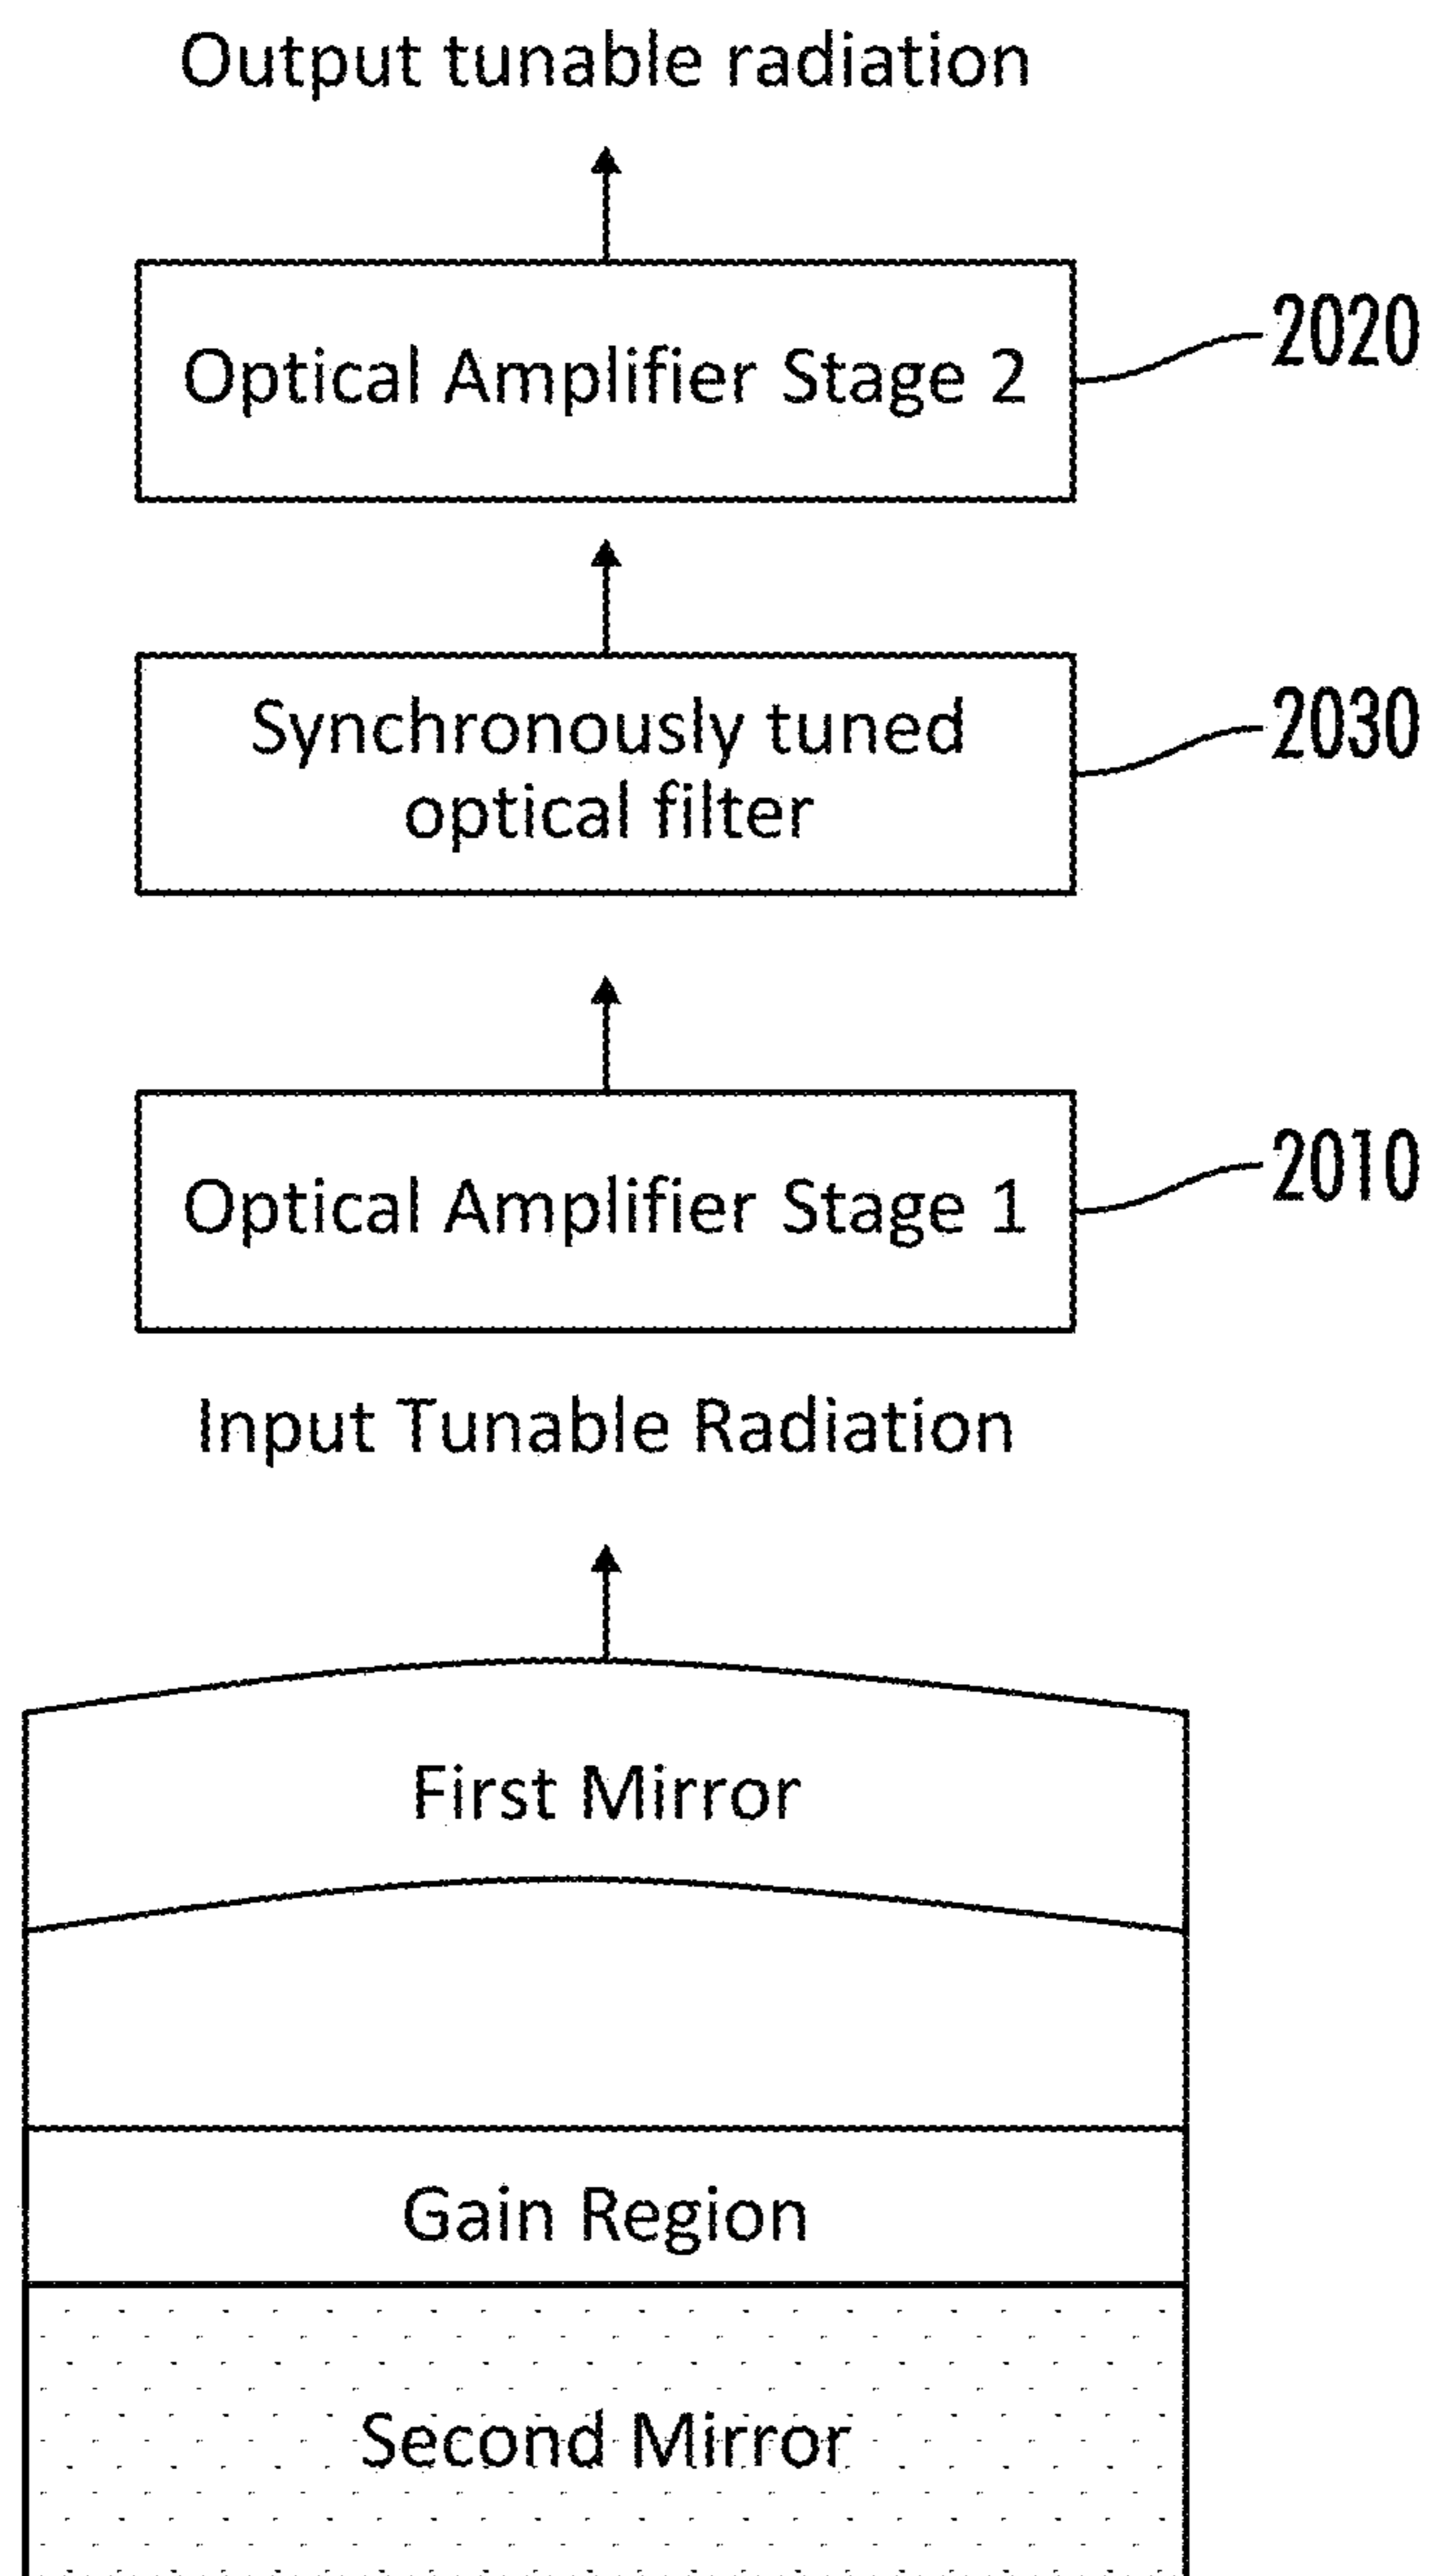 Output tunable radiation
Optical Amplifier Stage 2
2020
Synchronously tuned
optical filter
2030
Optical Amplifier Stage 1
2010
Input Tunable Radiation
First Mirror
Gain Region
Second Mirror